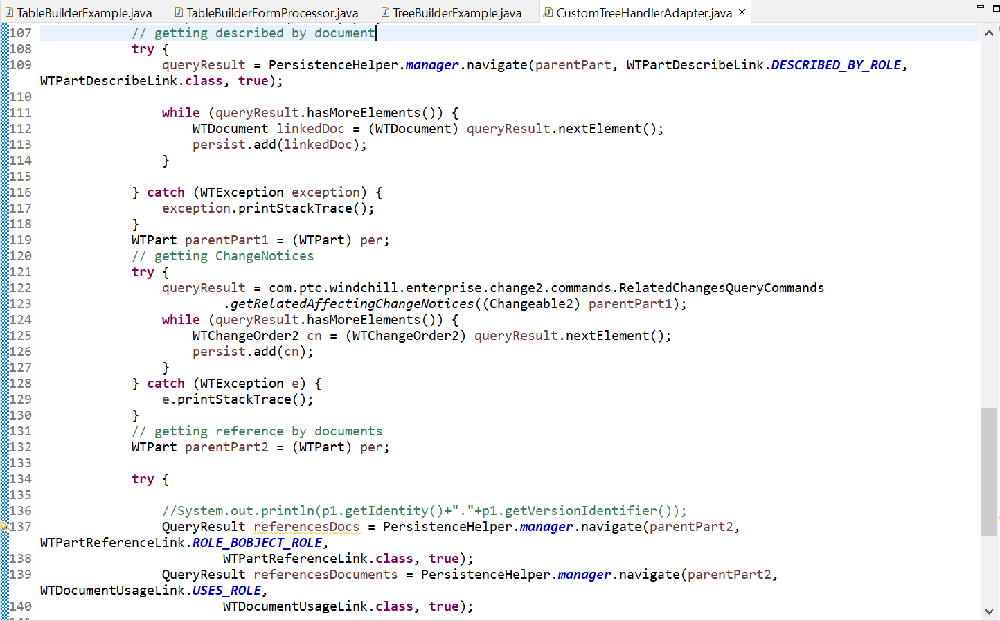 TableBuilderExample.java TableBuilderFormProcessor.java TreeBuilderExample.java CustomTreeHandlerAdapter.java
107 // getting described by document
108 try {
109 queryResult = PersistenceHelper.manager.navigate(parentPart, WTPartDescribeLink.DESCRIBED_BY_ROLE,
WTPartDescribeLink.class, true);
110
111 while (queryResult.hasMoreElements()) {
112 WTDocument linkedDoc = (WTDocument) queryResult.nextElement();
113 persist.add(linkedDoc);
114 }
115
116 } catch (WTException exception) {
117 exception.printStackTrace();
118 }
119 WTPart parentPart1 = (WTPart) per;
120 // getting ChangeNotices
121 try {
122 queryResult = com.ptc.windchill.enterprise.change2.commands.RelatedChangesQueryCommands
123 .getRelatedAffectingChangeNotices((Changeable2) parentPart1);
124 while (queryResult.hasMoreElements()) {
125 WTChangeOrder2 cn = (WTChangeOrder2) queryResult.nextElement();
126 persist.add(cn);
127 }
128 } catch (WTException e) {
129 e.printStackTrace();
130 }
131 // getting reference by documents
132 WTPart parentPart2 = (WTPart) per;
133
134 try {
135
136 //System.out.println(p1.getIdentity()+"."+p1.getVersionIdentifier());
137 QueryResult referencesDocs = PersistenceHelper.manager.navigate(parentPart2,
WTPartReferenceLink.ROLE_BOBJECT_ROLE,
138 WTPartReferenceLink.class, true);
139 QueryResult referencesDocuments = PersistenceHelper.manager.navigate(parentPart2,
WTDocumentUsageLink.USES_ROLE,
140 WTDocumentUsageLink.class, true);